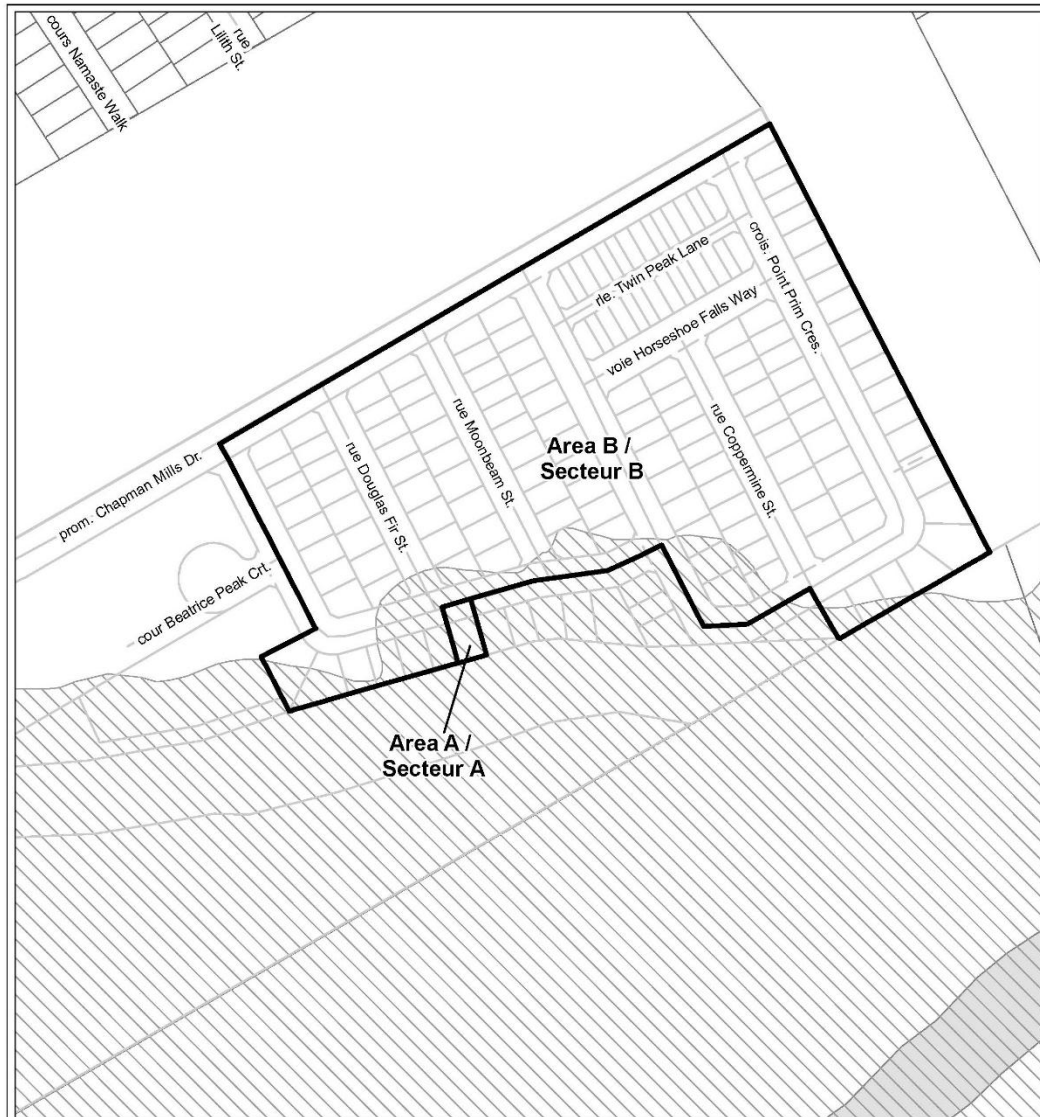 cours Namaste Walk
rue
Lilith St.
crois. Point Prim Cres.
rle. Twin Peak Lane
voie Horseshoe Falls Way
rue Moonbeam St.
rue Coppermine St.
rue Douglas Fir St.
Area B /
Secteur B
prom. Chapman Mills Dr.
cour Beatrice Peak Crt.
Area A /
Secteur A